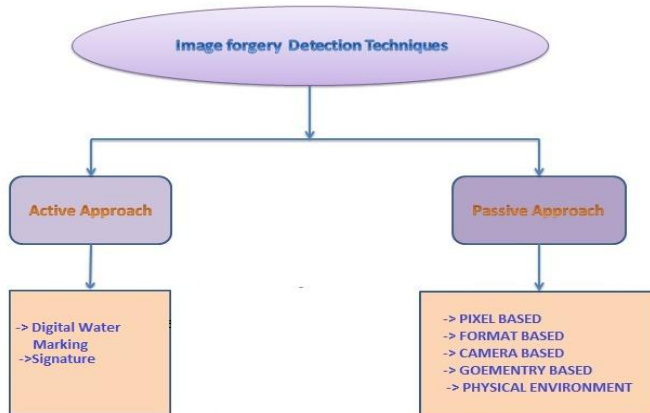 Image forgery Detection Techniques
Active Approach
Passive Approach
-> Digital Water
Marking
->Signature
-> PIXEL BASED
-> FORMAT BASED
-> CAMERA BASED
-> GOEMENTRY BASED
-> PHYSICAL ENVIRONMENT